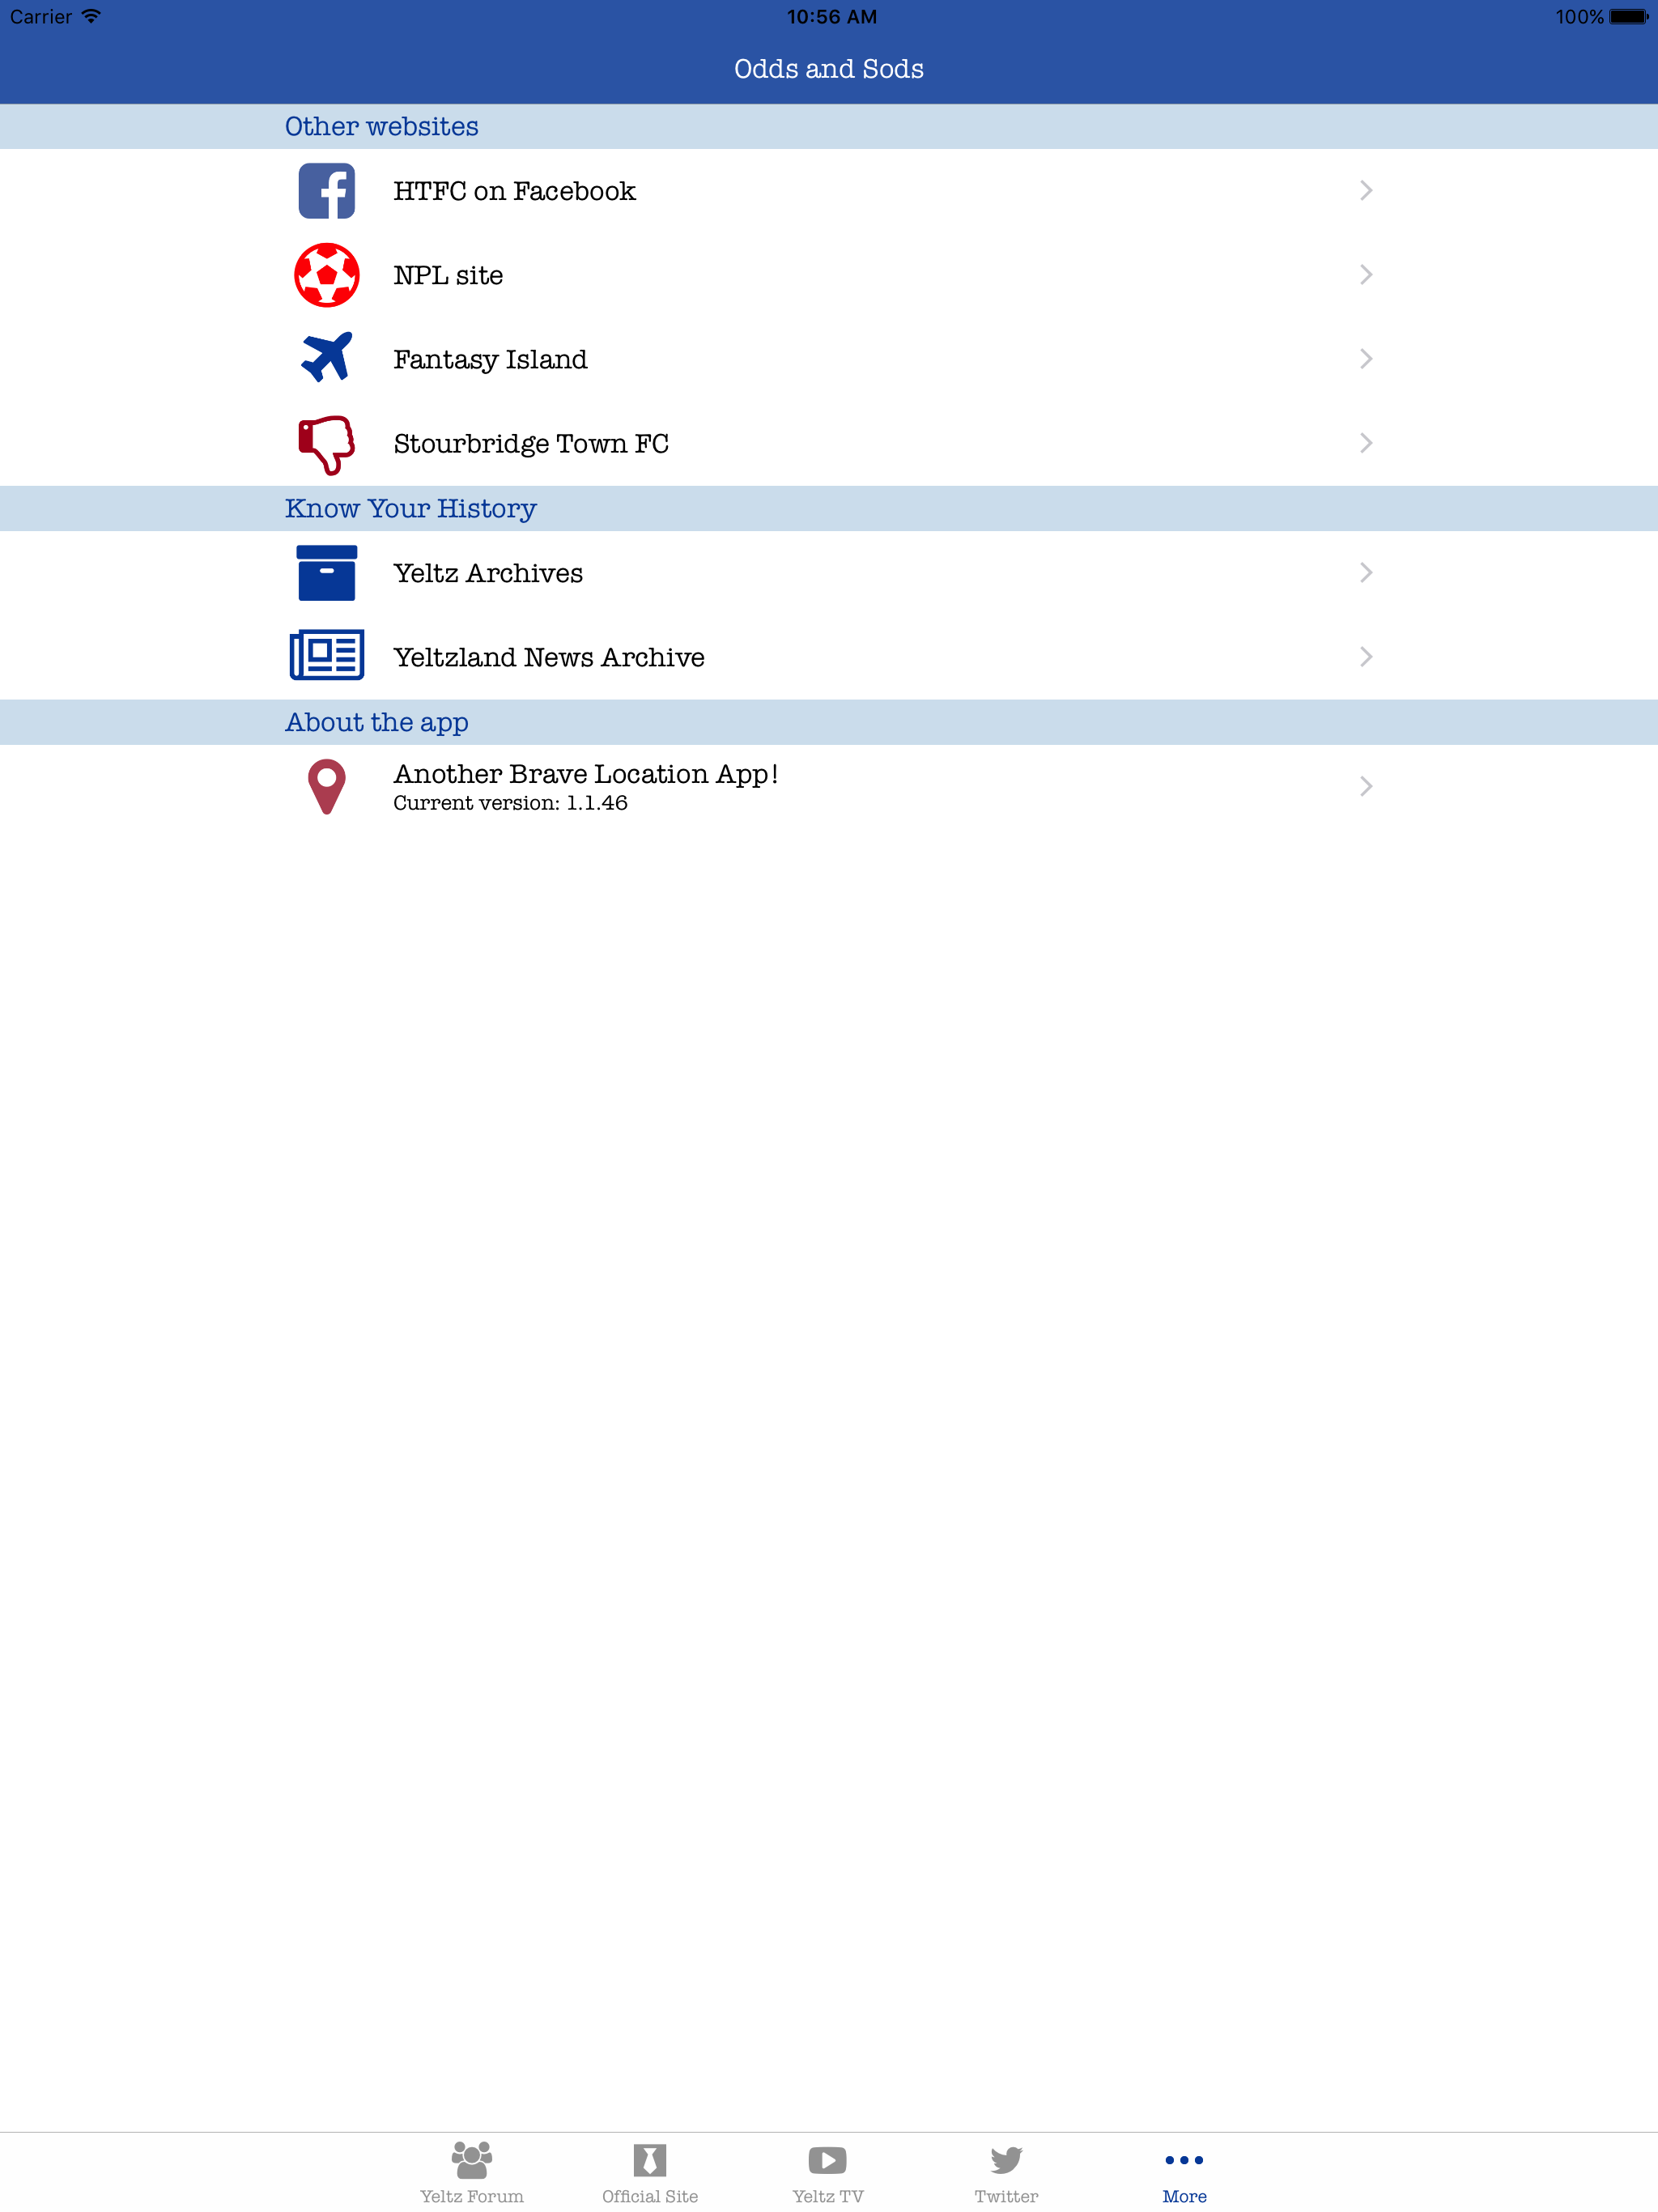 Carrier
10:56 AM
100%
Odds and Sods
Other websites
HTFC on Facebook
NPL site
Fantasy Island
Stourbridge Town FC
Know Your History
Yeltz Archives
Yeltzland News Archive
About the app
Another Brave Location App!
Current version: 1.1.46
Yeltz Forum
Official Site
Yeltz TV
Twitter
More